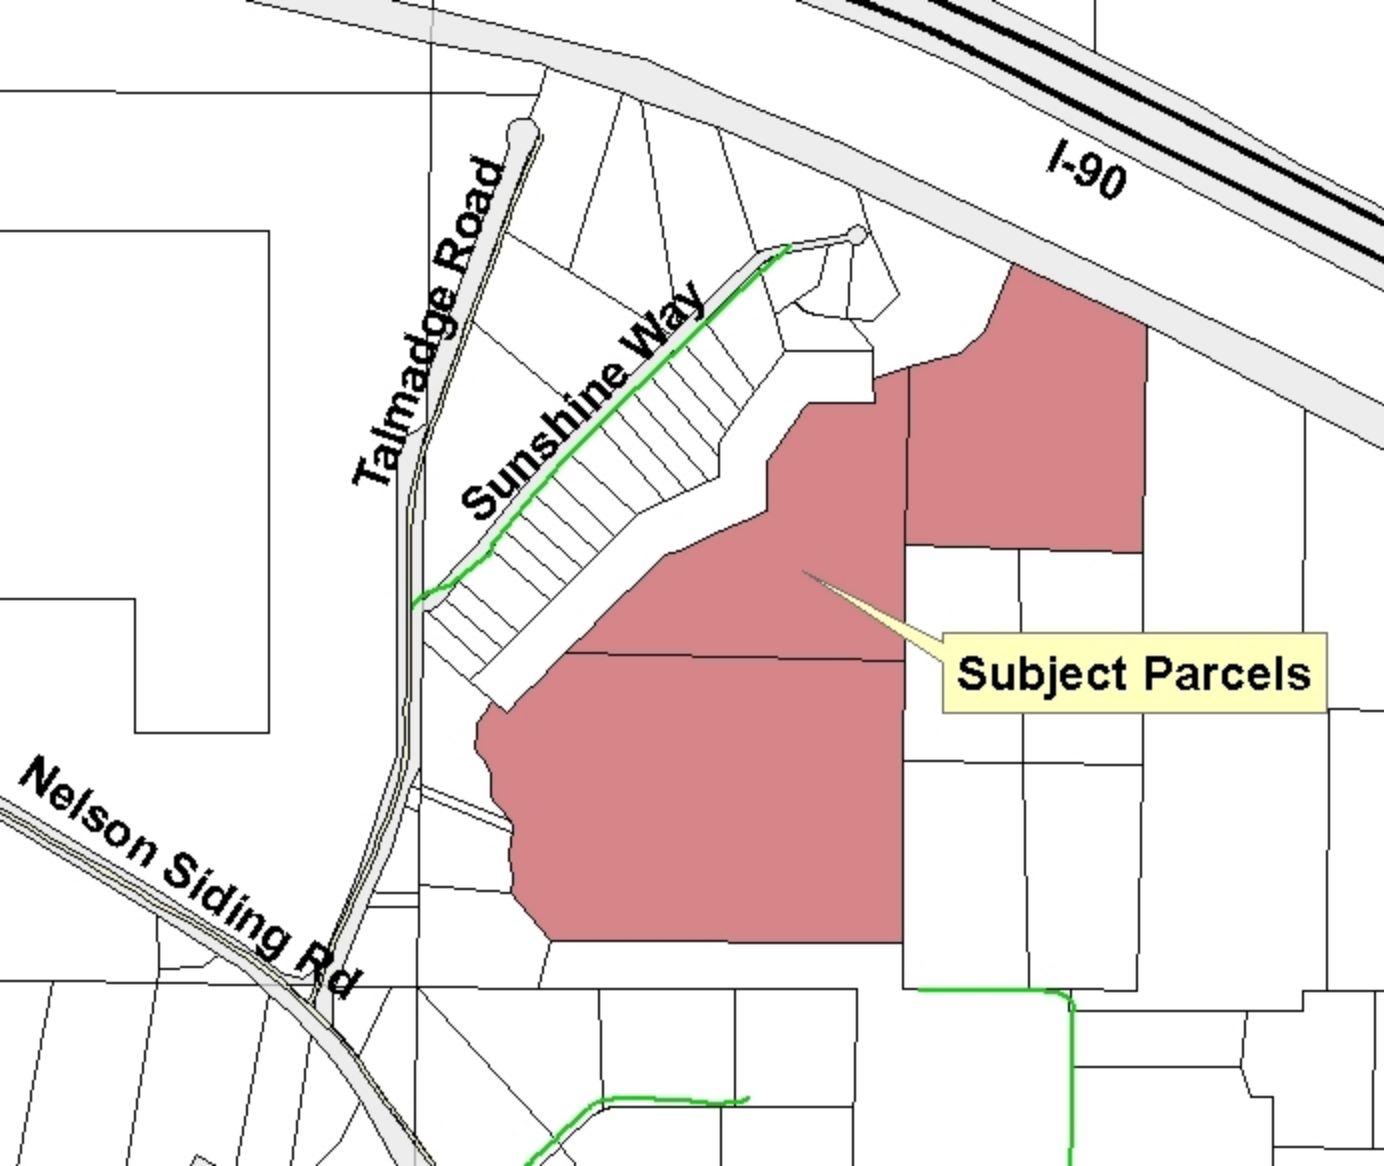 I-90
Talmadge Road
Sunshine Way
Subject Parcels
Nelson Siding Rd